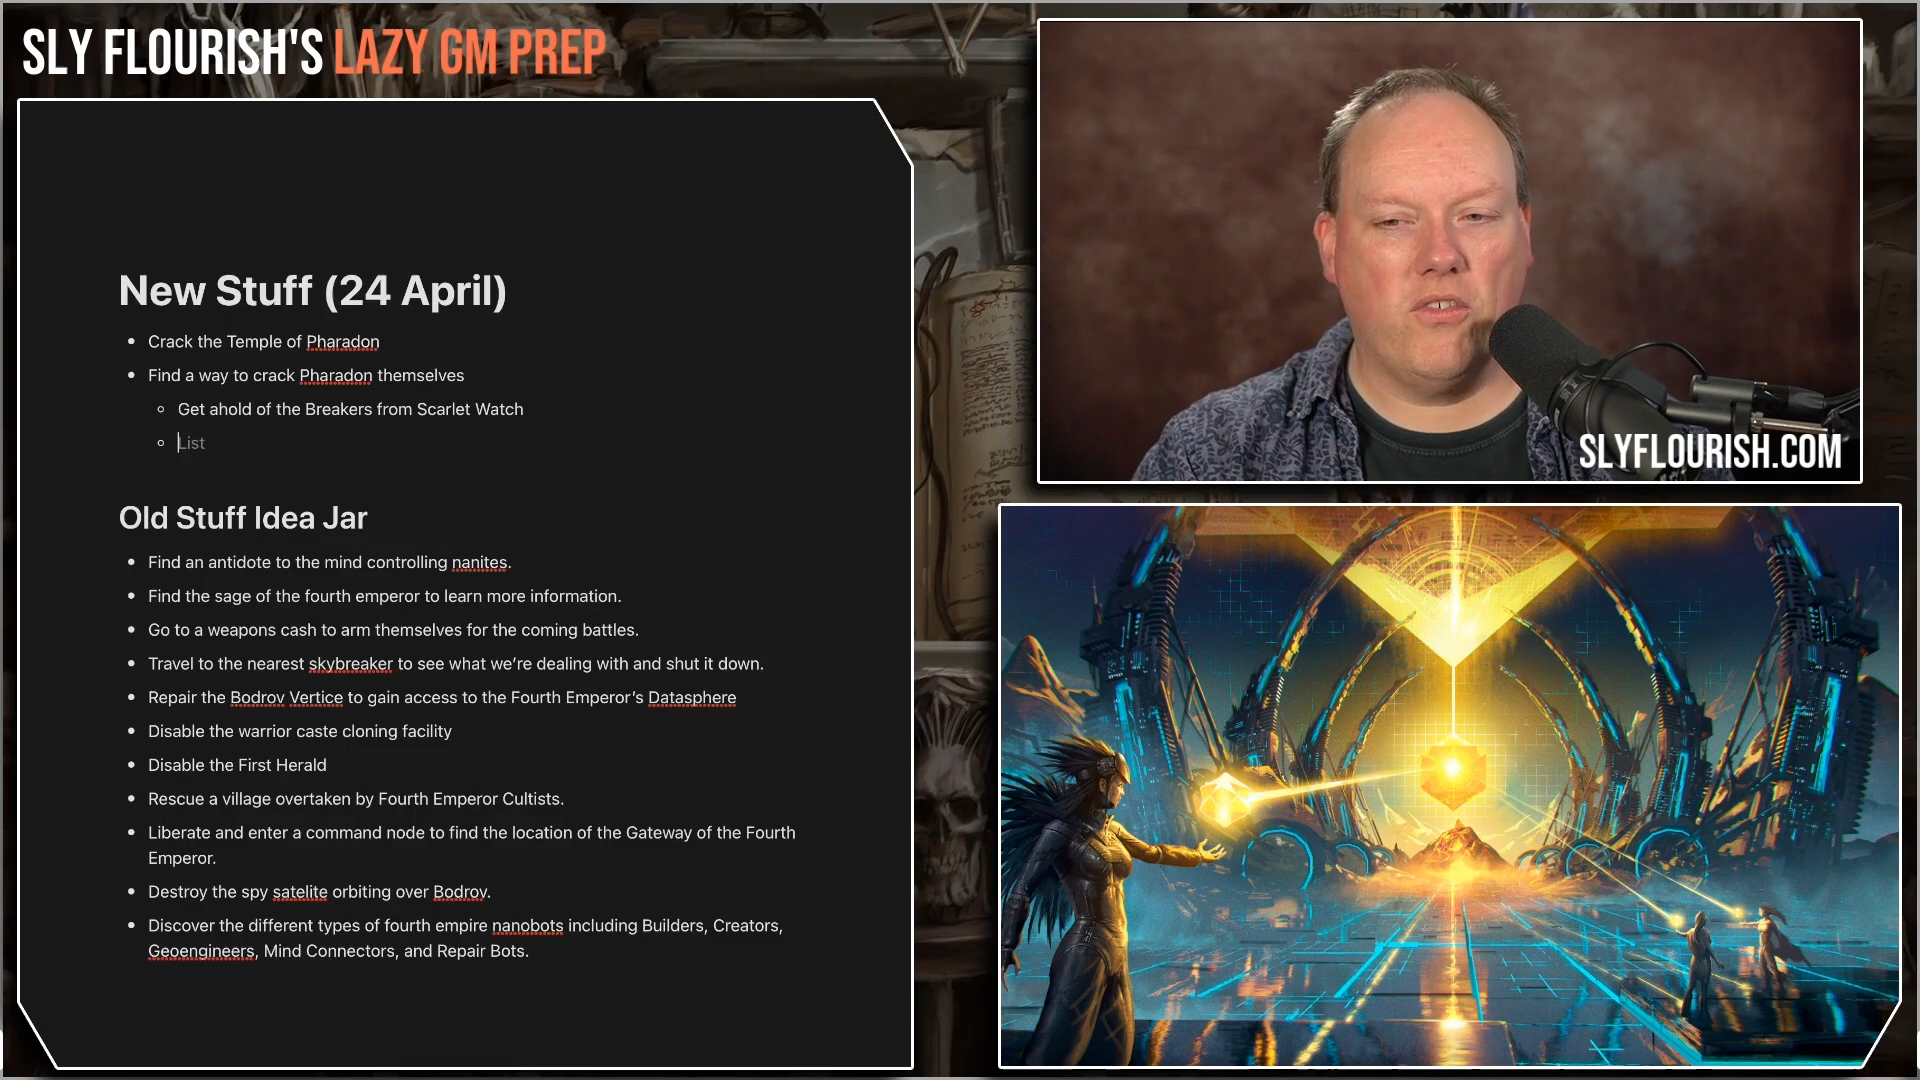 SLY FLOURISH'S LAZY GM PREP
New Stuff (24 April)
Crack the Temple of Pharadon
Find a way to crack Pharadon themselves
Get ahold of the Breakers from Scarlet Watch
List
Old Stuff Idea Jar
Find an antidote to the mind controlling nanites.
Find the sage of the fourth emperor to learn more information.
Go to a weapons cash to arm themselves for the coming battles.
Travel to the nearest skybreaker to see what we're dealing with and shut it down.
Repair the Bodrov Vertice to gain access to the Fourth Emperor's Datasphere
Disable the warrior caste cloning facility
Disable the First Herald
Rescue a village overtaken by Fourth Emperor Cultists.
Liberate and enter a command node to find the location of the Gateway of the Fourth
Emperor.
Destroy the spy satelite orbiting over Bodrov.
Discover the different types of fourth empire nanobots including Builders, Creators,
Geoengineers, Mind Connectors, and Repair Bots.
SLYFLOURISH.COM